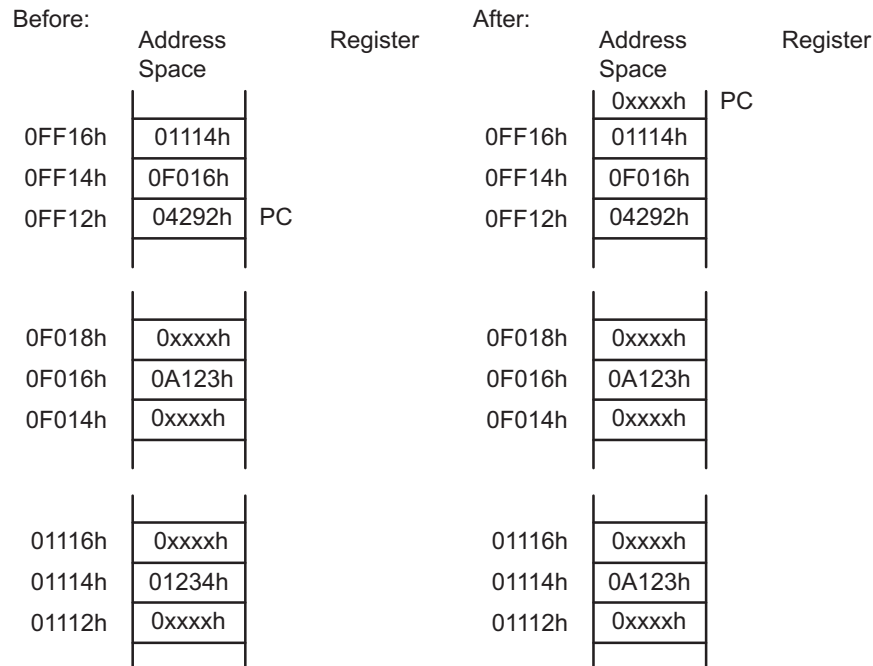 Before:
Address Space
Register
0FF16h 01114h
0FF14h 0F016h
0FF12h 04292h PC
0F018h 0xxxxh
0F016h 0A123h
0F014h 0xxxxh
01116h 0xxxxh
01114h 01234h
01112h 0xxxxh
After:
Address Space
Register
0xxxxh PC
0FF16h 01114h
0FF14h 0F016h
0FF12h 04292h
0F018h 0xxxxh
0F016h 0A123h
0F014h 0xxxxh
01116h 0xxxxh
01114h 0A123h
01112h 0xxxxh